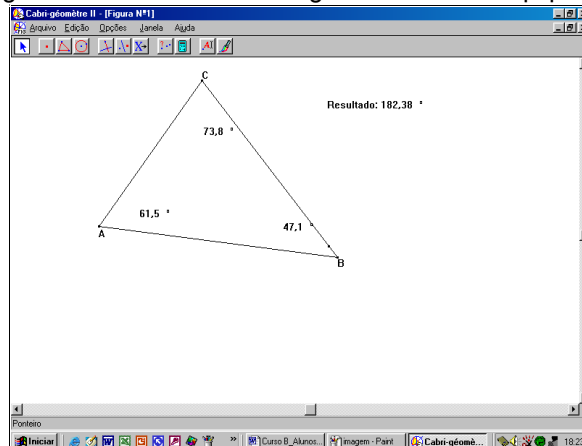 Cabri-géomètre II - [Figura Nº1]
Arquivo Edição Opções Janela Ajuda
C
Resultado: 182,38 °
73,8 °
61,5 °
47,1 °
A
B
Ponteiro
Iniciar
Curso B_Alunos...
imagem - Paint
Cabri-géomè...